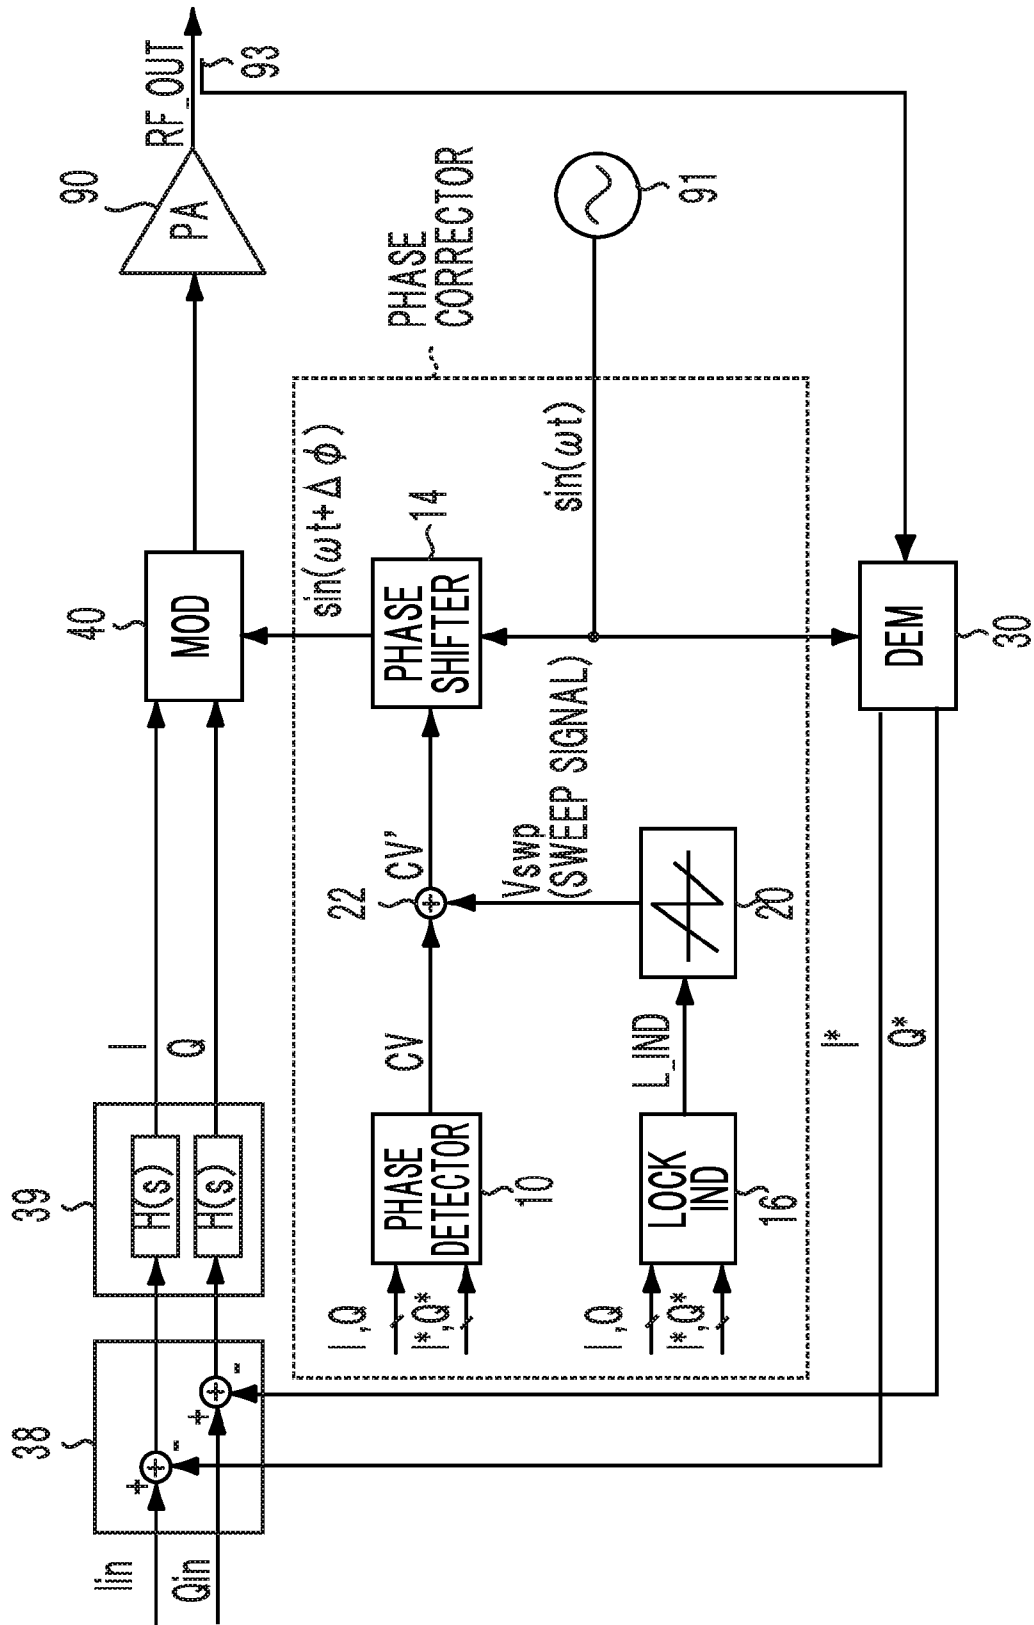 Iin
Qin
38
39
H(s)
H(s)
I
Q
40
MOD
90
PA
RF_OUT
93
PHASE
CORRECTOR
sin(ωt+Δφ)
I,Q
I*,Q*
PHASE
DETECTOR
10
CV
22
CV'
PHASE
SHIFTER
14
sin(ωt)
91
I,Q
I*,Q*
LOCK
IND
16
L_IND
20
Vswp
(SWEEP SIGNAL)
I*
Q*
DEM
30
+
-
+
-
+
+
+